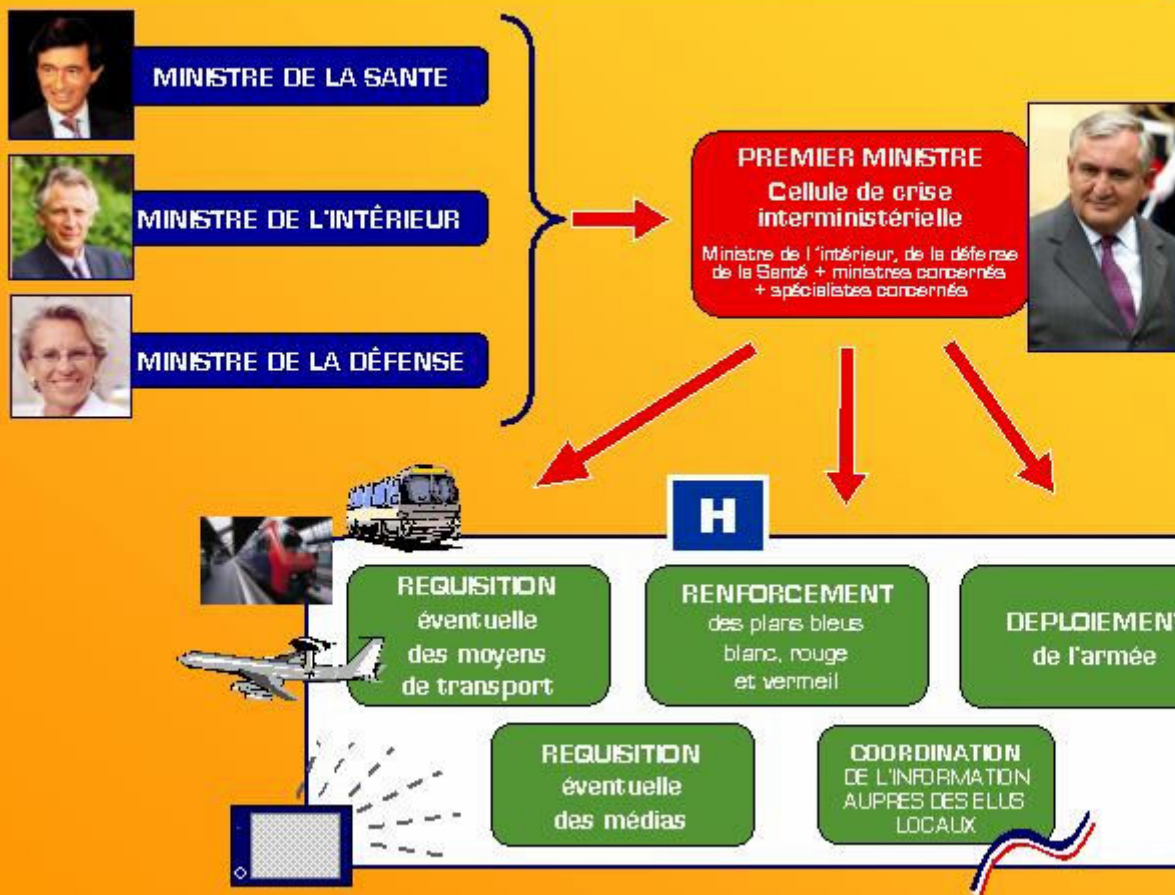 MINISTRE DE LA SANTE
MINISTRE DE L'INTÊRIEUR
MINISTRE DE LA DÊFENSE
PREMIER MINISTRE
Cellule de crise
interministérielle
Ministre de l'intérieur, de la défense
de la Santé + ministres concernés
+ spécialistes concernés
H
REQUISITION
éventuelle
des moyens
de transport
RENFORCEMENT
des plans bleus
blanc, rouge
et vermeil
DEPLOIEMENT
de l'armée
REQUISITION
éventuelle
des médias
COORDINATION
DE L'INFORMATION
AUPRES DES ELUS
LOCAUX